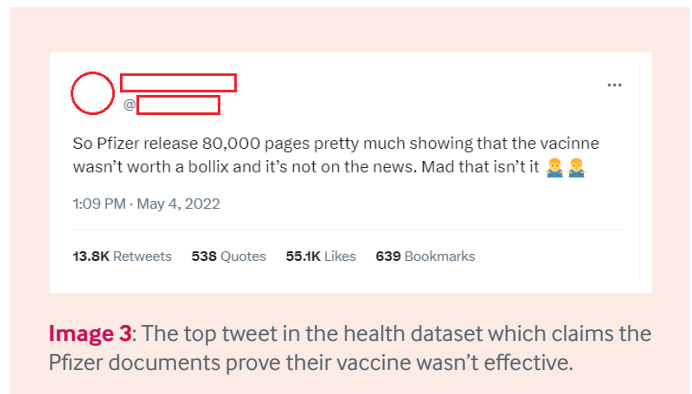 @
So Pfizer release 80,000 pages pretty much showing that the vacinne
wasn't worth a bollix and it's not on the news. Mad that isn't it 🤷‍♂️ 🤷‍♂️
1:09 PM · May 4, 2022
13.8K Retweets 538 Quotes 55.1K Likes 639 Bookmarks
Image 3: The top tweet in the health dataset which claims the
Pfizer documents prove their vaccine wasn't effective.